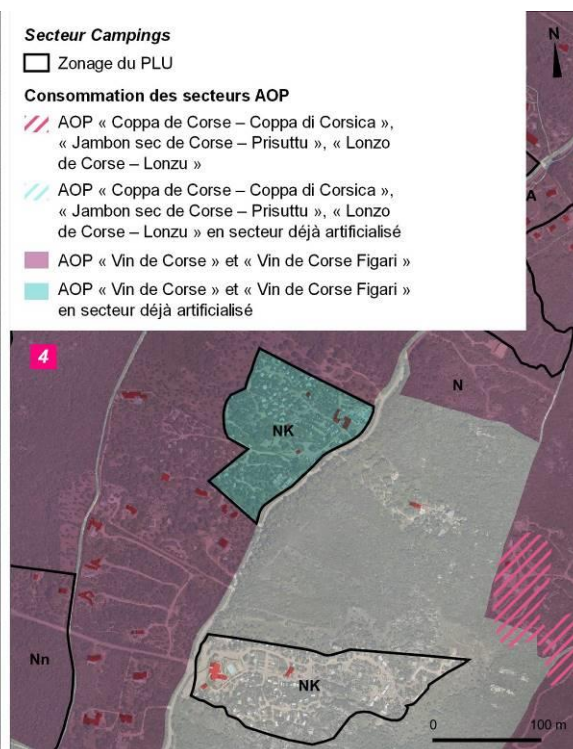 Secteur Campings
Zonage du PLU
Consommation des secteurs AOP
AOP « Coppa de Corse – Coppa di Corsica »,
« Jambon sec de Corse – Prisuttu », « Lonzo
de Corse – Lonzu »
AOP « Coppa de Corse – Coppa di Corsica »,
« Jambon sec de Corse – Prisuttu », « Lonzo
de Corse – Lonzu » en secteur déjà artificialisé
AOP « Vin de Corse » et « Vin de Corse Figari »
AOP « Vin de Corse » et « Vin de Corse Figari »
en secteur déjà artificialisé
N
A
4
N
NK
Nn
NK
0 100 m